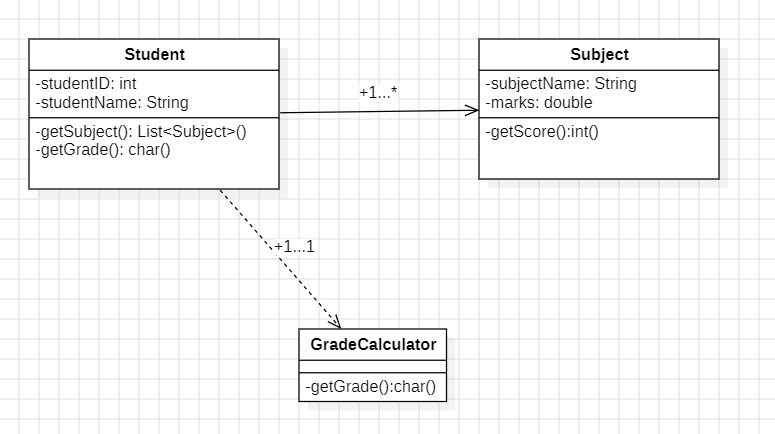 Student
-studentID: int
-studentName: String
-getSubject(): List<Subject>()
-getGrade(): char()
+1...*
Subject
-subjectName: String
-marks: double
-getScore():int()
+1...1
GradeCalculator
-getGrade():char()